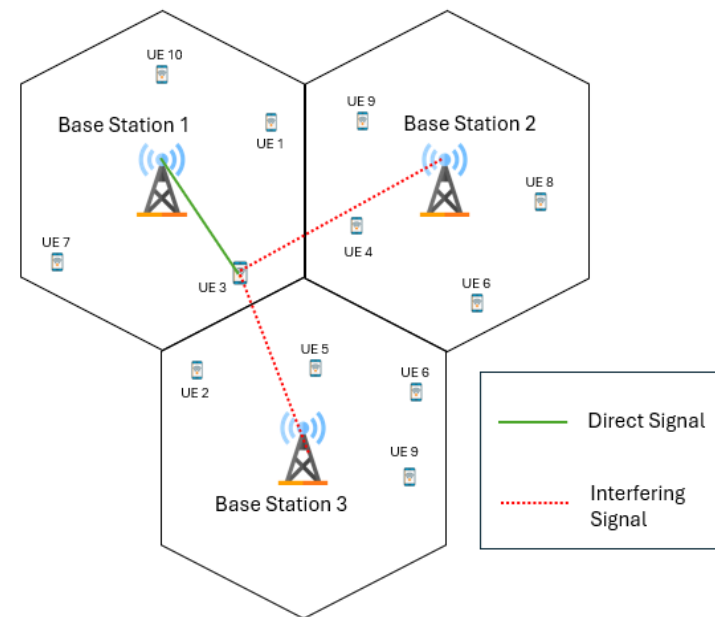 UE 10
UE 9
Base Station 1
Base Station 2
UE 1
UE 8
UE 4
UE 7
UE 3
UE 6
UE 5
UE 6
UE 2
Direct Signal
UE 9
Base Station 3
Interfering
Signal